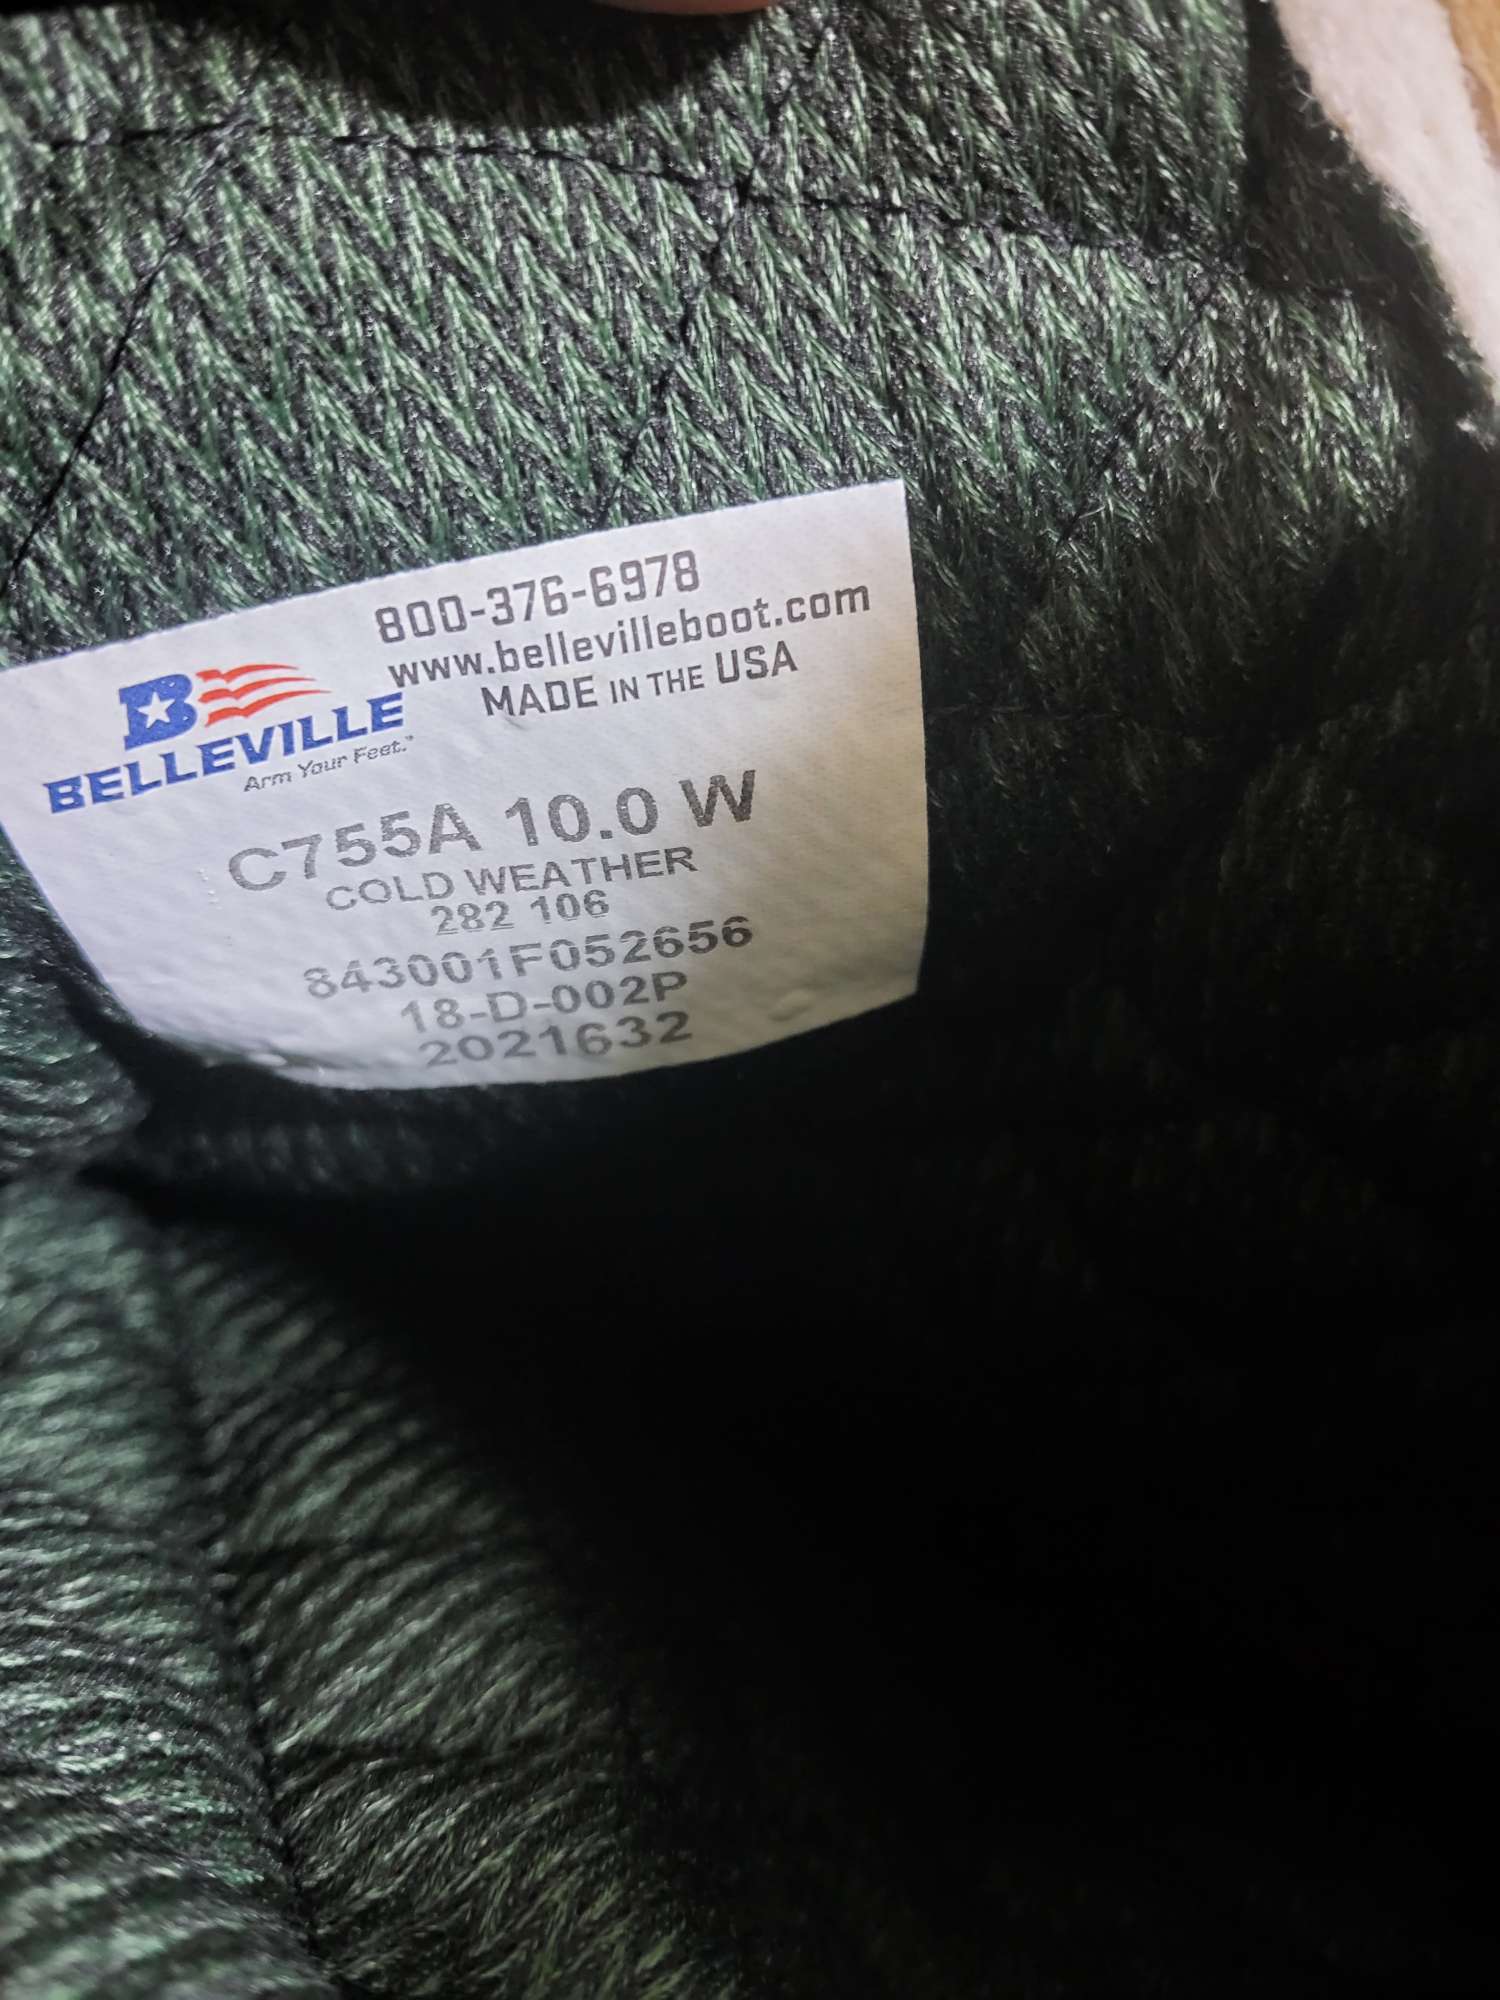 800-376-6978
www.bellevilleboot.com
MADE IN THE USA
B
BELLEVILLE
Arm Your Feet.™
C755A 10.0 W
COLD WEATHER
282 106
843001F052656
18-D-002P
2021632